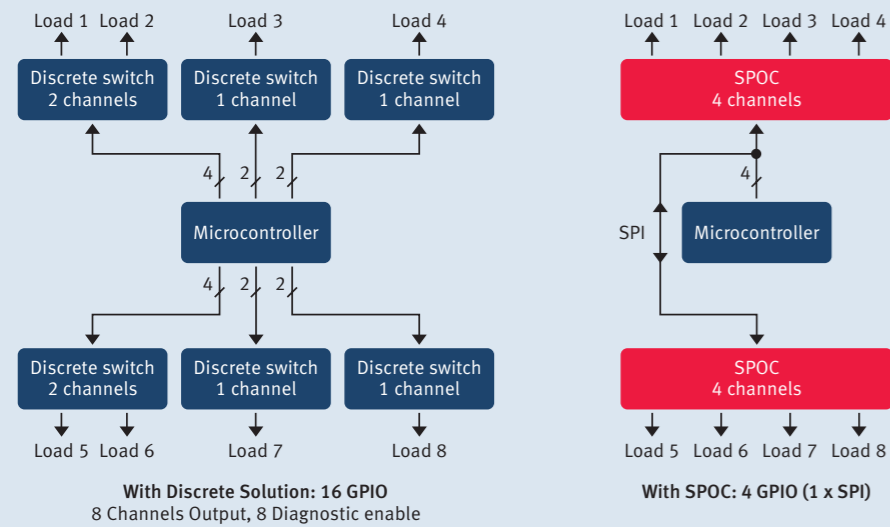 Load 1 Load 2 Load 3 Load 4
Discrete switch
2 channels
Discrete switch
1 channel
Discrete switch
1 channel
4 2 2
Microcontroller
4 2 2
Discrete switch
2 channels
Discrete switch
1 channel
Discrete switch
1 channel
Load 5 Load 6 Load 7 Load 8
With Discrete Solution: 16 GPIO
8 Channels Output, 8 Diagnostic enable
Load 1 Load 2 Load 3 Load 4
SPOC
4 channels
4
SPI
Microcontroller
SPOC
4 channels
Load 5 Load 6 Load 7 Load 8
With SPOC: 4 GPIO (1 x SPI)